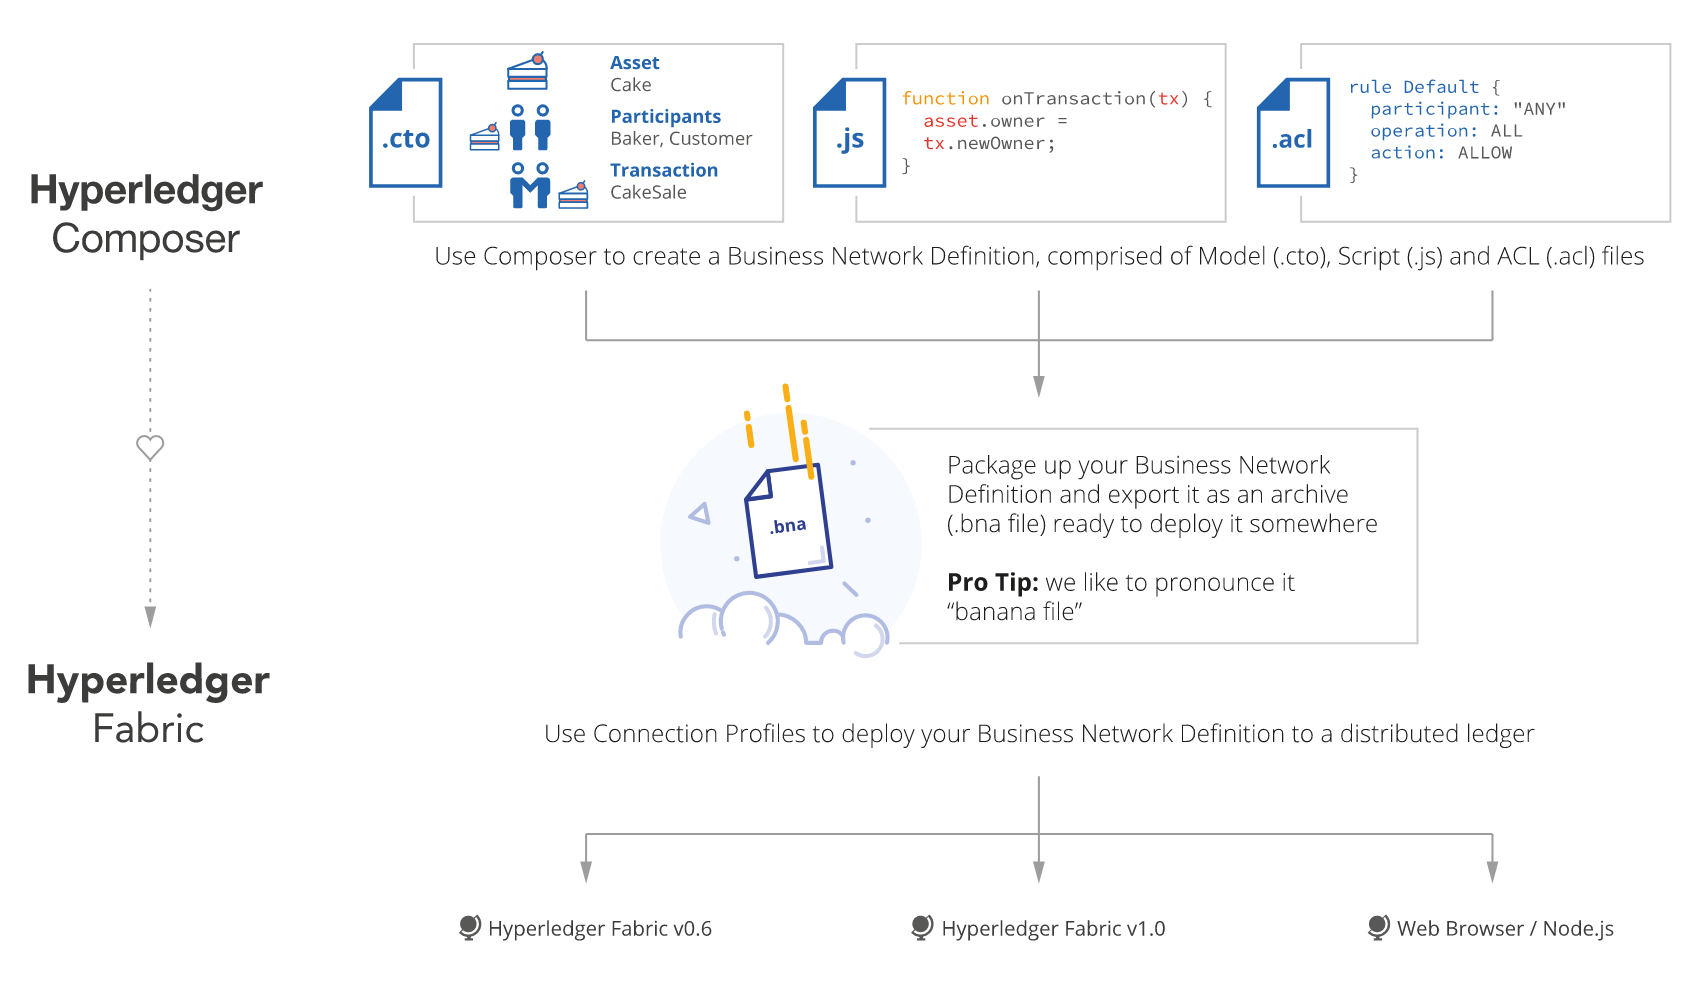 Hyperledger
Composer
.cto
Asset
Cake
Participants
Baker, Customer
Transaction
CakeSale
.js
function onTransaction(tx) {
  asset.owner =
  tx.newOwner;
}
.acl
rule Default {
  participant: "ANY"
  operation: ALL
  action: ALLOW
}
Use Composer to create a Business Network Definition, comprised of Model (.cto), Script (.js) and ACL (.acl) files
.bna
Package up your Business Network
Definition and export it as an archive
(.bna file) ready to deploy it somewhere
Pro Tip: we like to pronounce it
“banana file”
Hyperledger
Fabric
Use Connection Profiles to deploy your Business Network Definition to a distributed ledger
Hyperledger Fabric v0.6
Hyperledger Fabric v1.0
Web Browser / Node.js